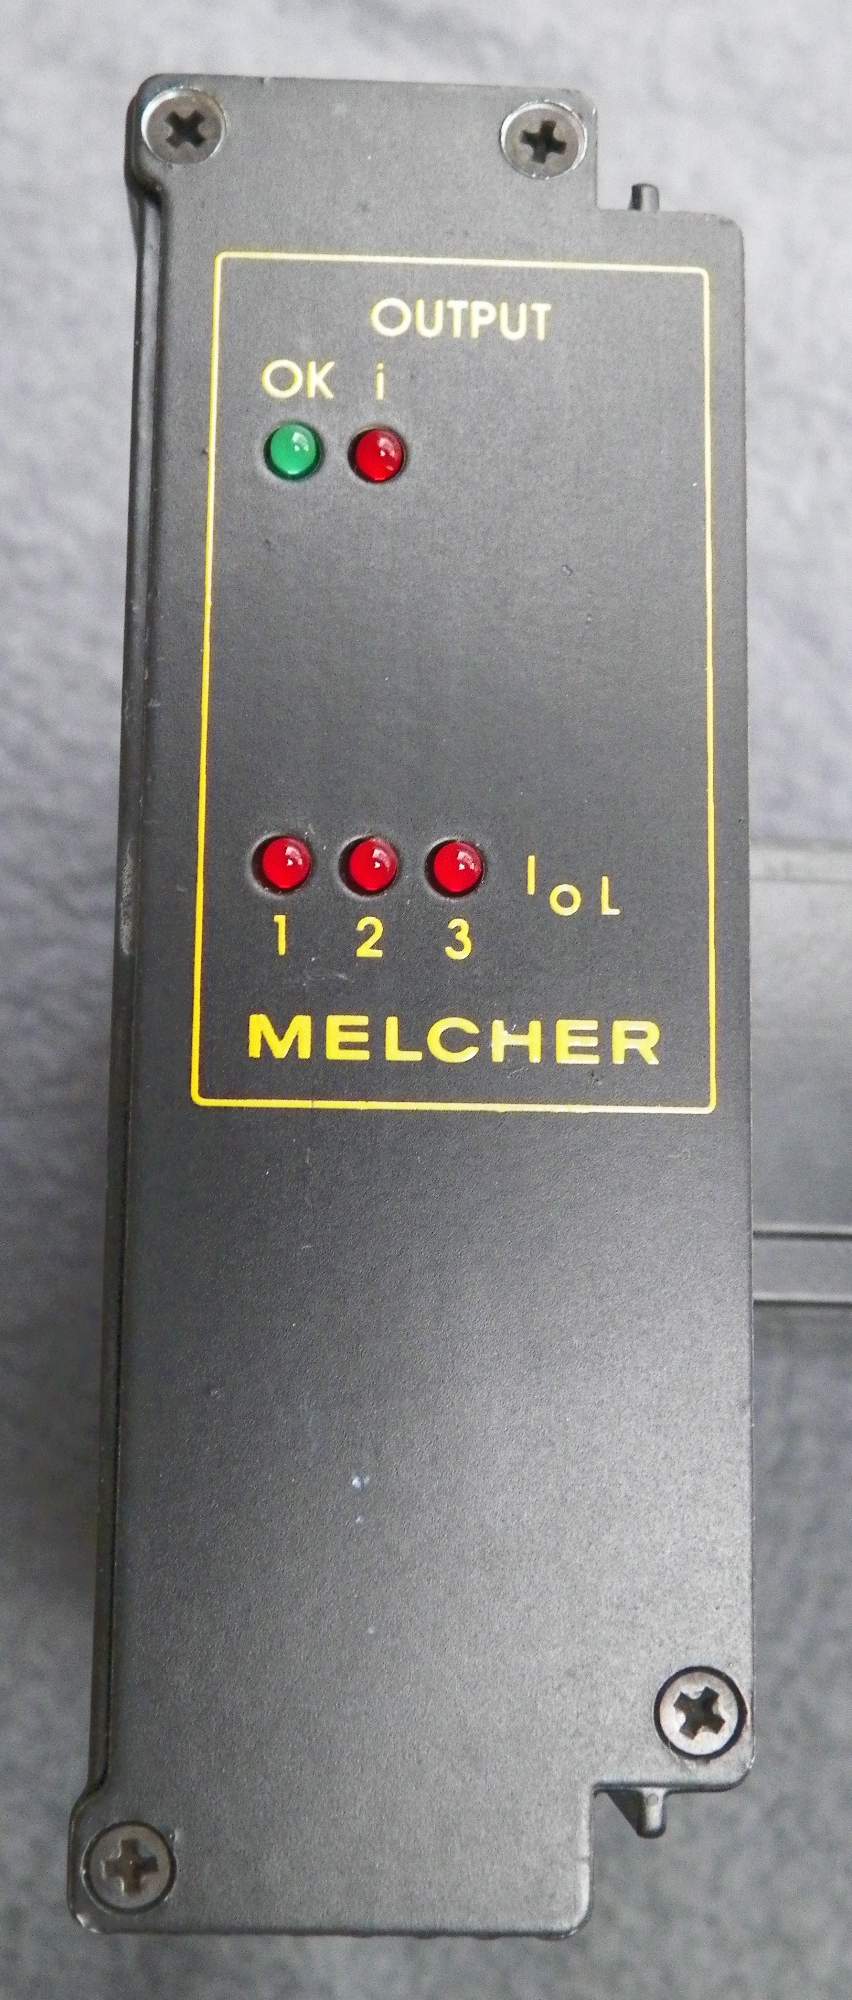 OUTPUT
OK i
IoL
1 2 3
MELCHER